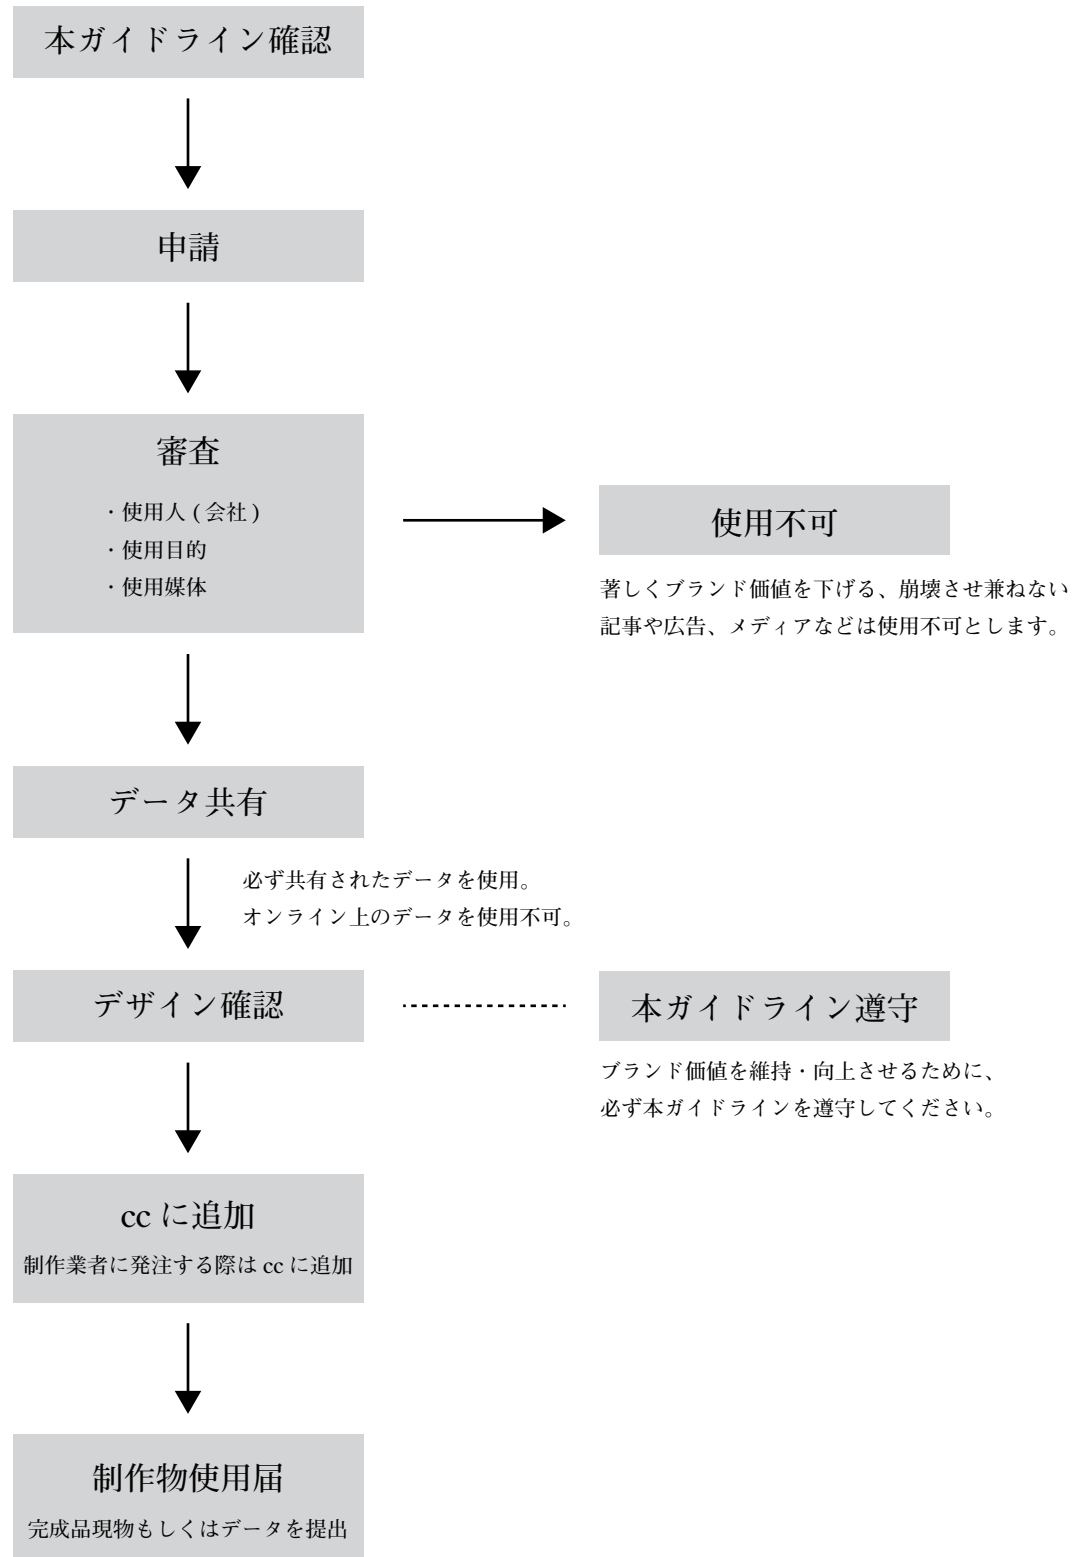 本ガイドライン確認
申請
審査
・使用人 ( 会社 )
・使用目的
・使用媒体
使用不可
著しくブランド価値を下げる、崩壊させ兼ねない
記事や広告、メディアなどは使用不可とします。
データ共有
必ず共有されたデータを使用。
オンライン上のデータを使用不可。
デザイン確認
本ガイドライン遵守
ブランド価値を維持・向上させるために、
必ず本ガイドラインを遵守してください。
cc に追加
制作業者に発注する際は cc に追加
制作物使用届
完成品現物もしくはデータを提出